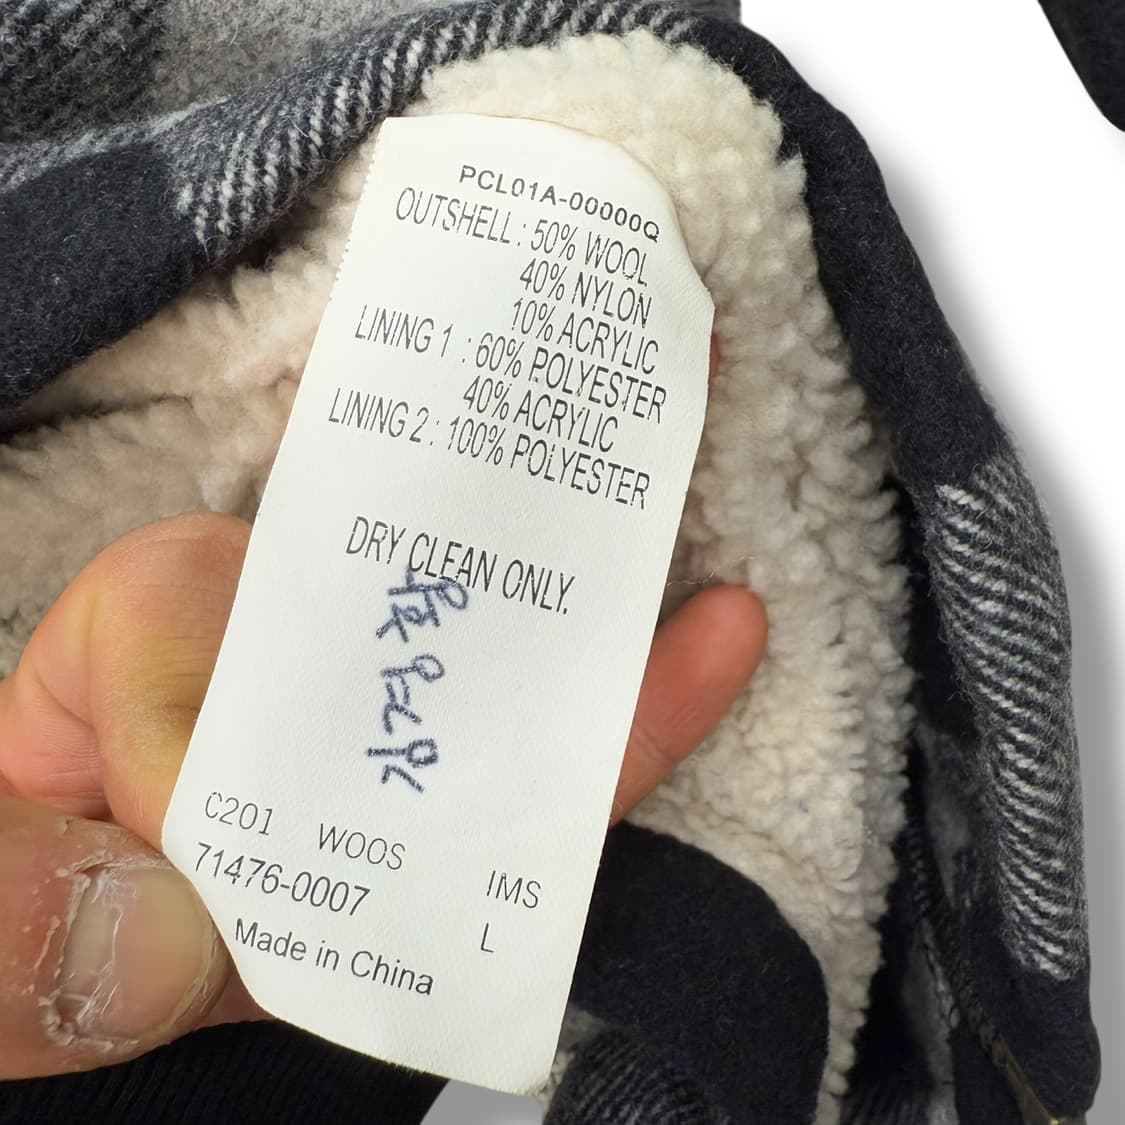 PCL01A-00000Q
OUTSHELL : 50% WOOL
40% NYLON
10% ACRYLIC
LINING 1 : 60% POLYESTER
40% ACRYLIC
LINING 2 : 100% POLYESTER
DRY CLEAN ONLY.
C201 WOOS IMS
71476-0007 L
Made in China